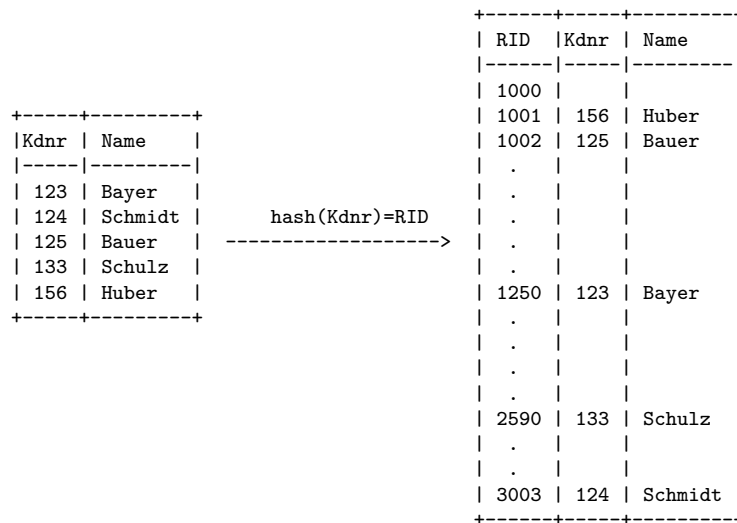 +-----+---------+
|Kdnr | Name    |
|-----|---------|
| 123 | Bayer   |
| 124 | Schmidt |
| 125 | Bauer   |
| 133 | Schulz  |
| 156 | Huber   |
+-----+---------+
hash(Kdnr)=RID
------------------->
+------+-----+----------
| RID  |Kdnr | Name
|------|-----|---------
| 1000 |     |
| 1001 | 156 | Huber
| 1002 | 125 | Bauer
|  .   |     |
|  .   |     |
|  .   |     |
|  .   |     |
|  .   |     |
| 1250 | 123 | Bayer
|  .   |     |
|  .   |     |
|  .   |     |
|  .   |     |
| 2590 | 133 | Schulz
|  .   |     |
|  .   |     |
| 3003 | 124 | Schmidt
+------+-----+----------